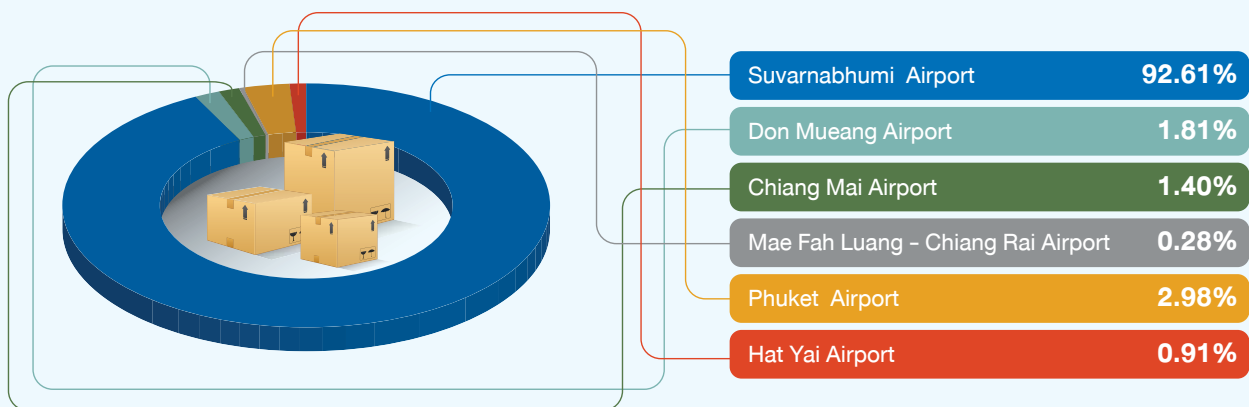 Suvarnabhumi Airport 92.61%
Don Mueang Airport 1.81%
Chiang Mai Airport 1.40%
Mae Fah Luang - Chiang Rai Airport 0.28%
Phuket Airport 2.98%
Hat Yai Airport 0.91%